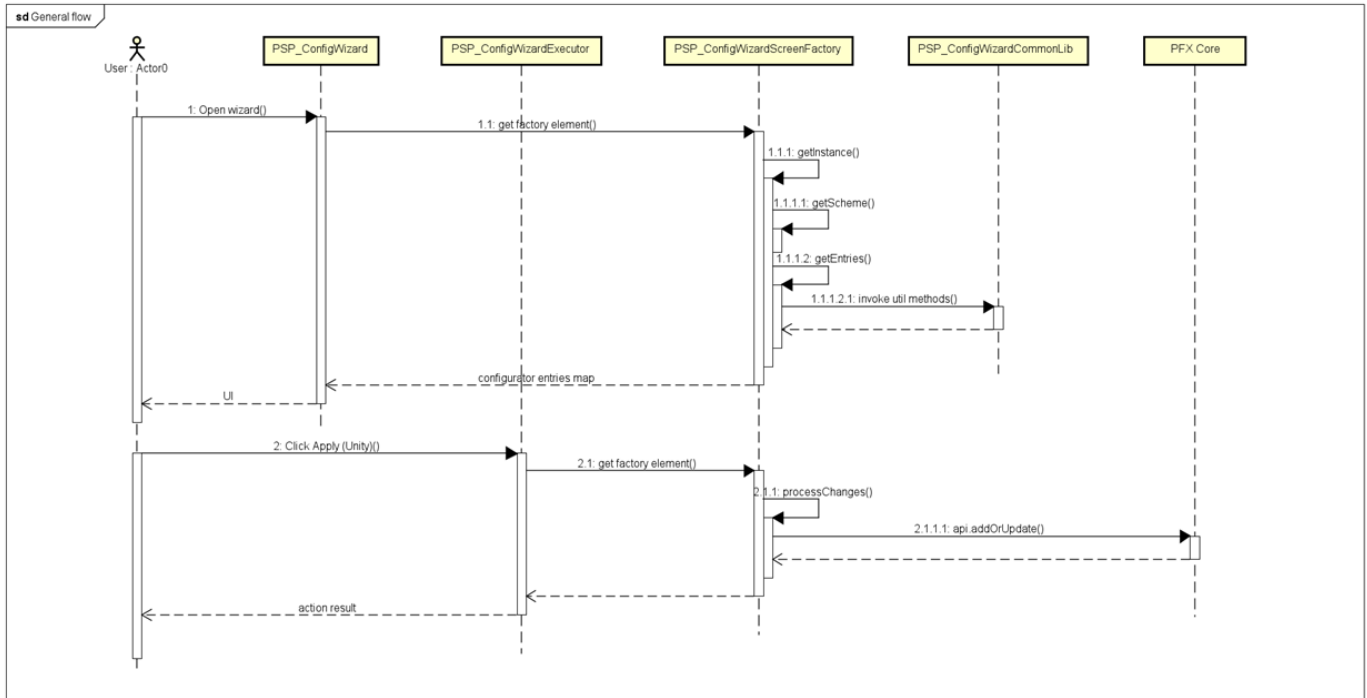 sd General flow
User : Actor0
PSP_ConfigWizard
PSP_ConfigWizardExecutor
PSP_ConfigWizardScreenFactory
PSP_ConfigWizardCommonLib
PFX Core
1: Open wizard()
1.1: get factory element()
1.1.1: getInstance()
1.1.1.1: getScheme()
1.1.1.2: getEntries()
1.1.1.2.1: invoke util methods()
configurator entries map
UI
2: Click Apply (Unity)()
2.1: get factory element()
2.1.1: processChanges()
2.1.1.1: api.addOrUpdate()
action result